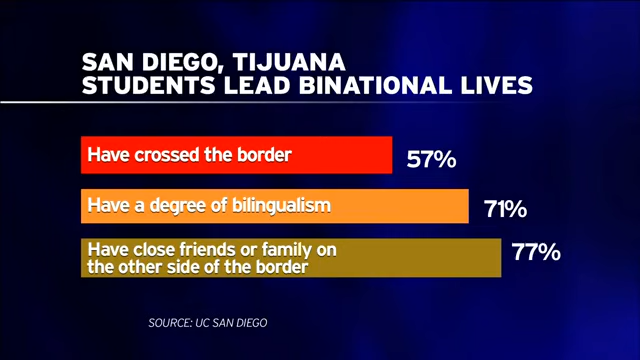 SAN DIEGO, TIJUANA
STUDENTS LEAD BINATIONAL LIVES
Have crossed the border 57%
Have a degree of bilingualism 71%
Have close friends or family on
the other side of the border 77%
SOURCE: UC SAN DIEGO